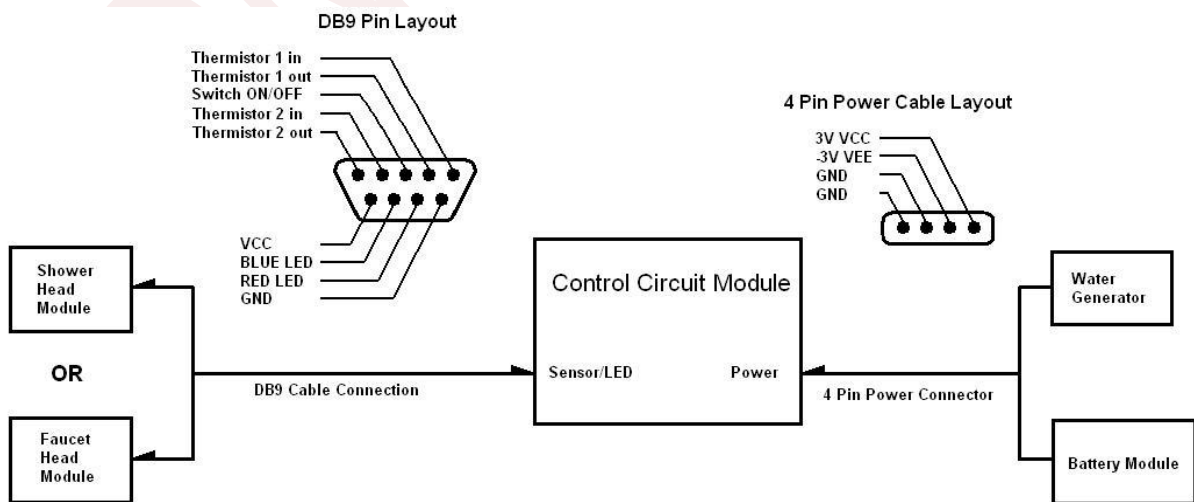 DB9 Pin Layout
Thermistor 1 in
Thermistor 1 out
Switch ON/OFF
Thermistor 2 in
Thermistor 2 out
4 Pin Power Cable Layout
3V VCC
-3V VEE
GND
GND
VCC
BLUE LED
RED LED
GND
Shower
Head
Module
OR
Faucet
Head
Module
DB9 Cable Connection
Control Circuit Module
Sensor/LED
Power
4 Pin Power Connector
Water
Generator
Battery Module